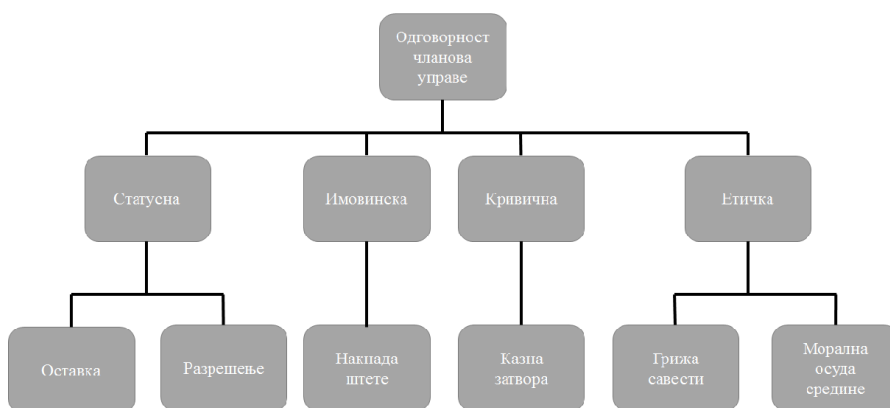 Одговорност
чланова
управе
Статусна
Имовинска
Кривична
Етичка
Оставка
Разрешење
Накнада
штете
Казна
затвора
Грижа
савести
Морална
осуда
средине